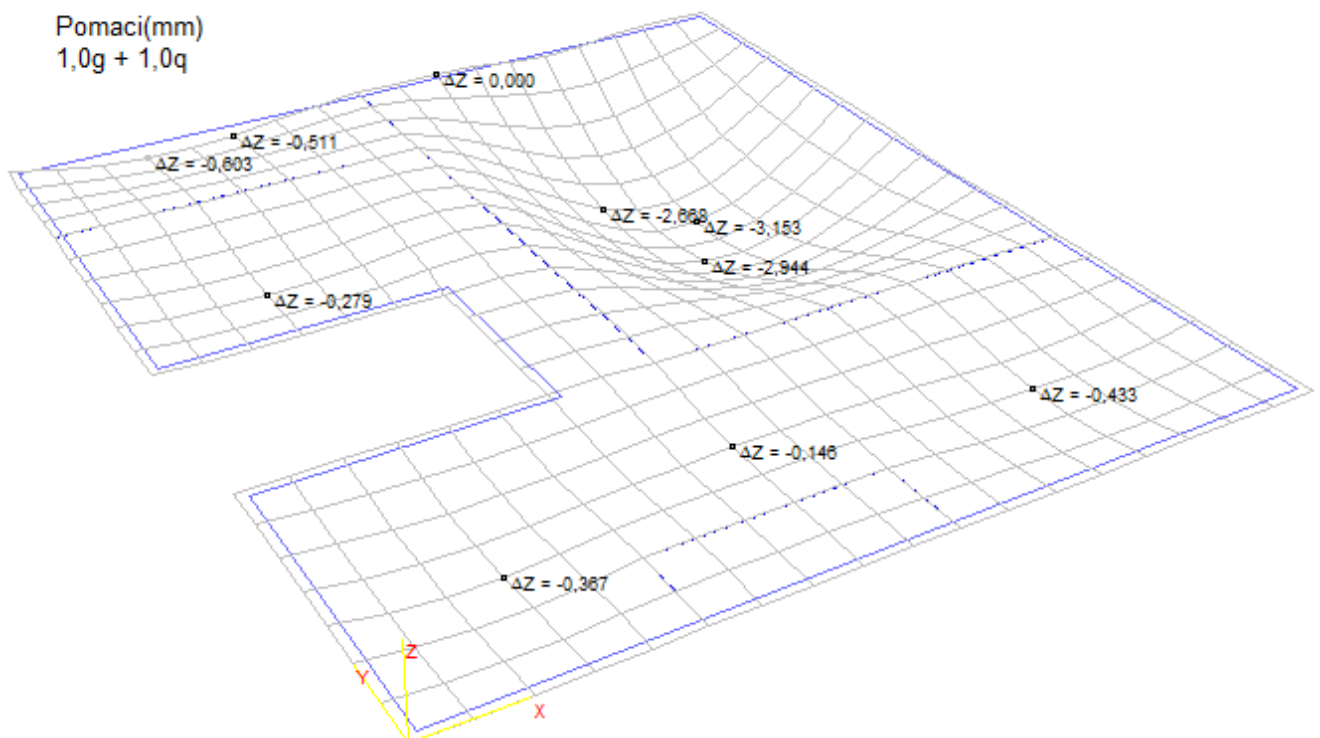 Pomaci(mm)
1,0g + 1,0q
ΔZ = 0,000
ΔZ = -0,511
ΔZ = -0,603
ΔZ = -2,668
ΔZ = -3,153
ΔZ = -2,944
ΔZ = -0,279
ΔZ = -0,433
ΔZ = -0,146
ΔZ = -0,367
Z
Y
X